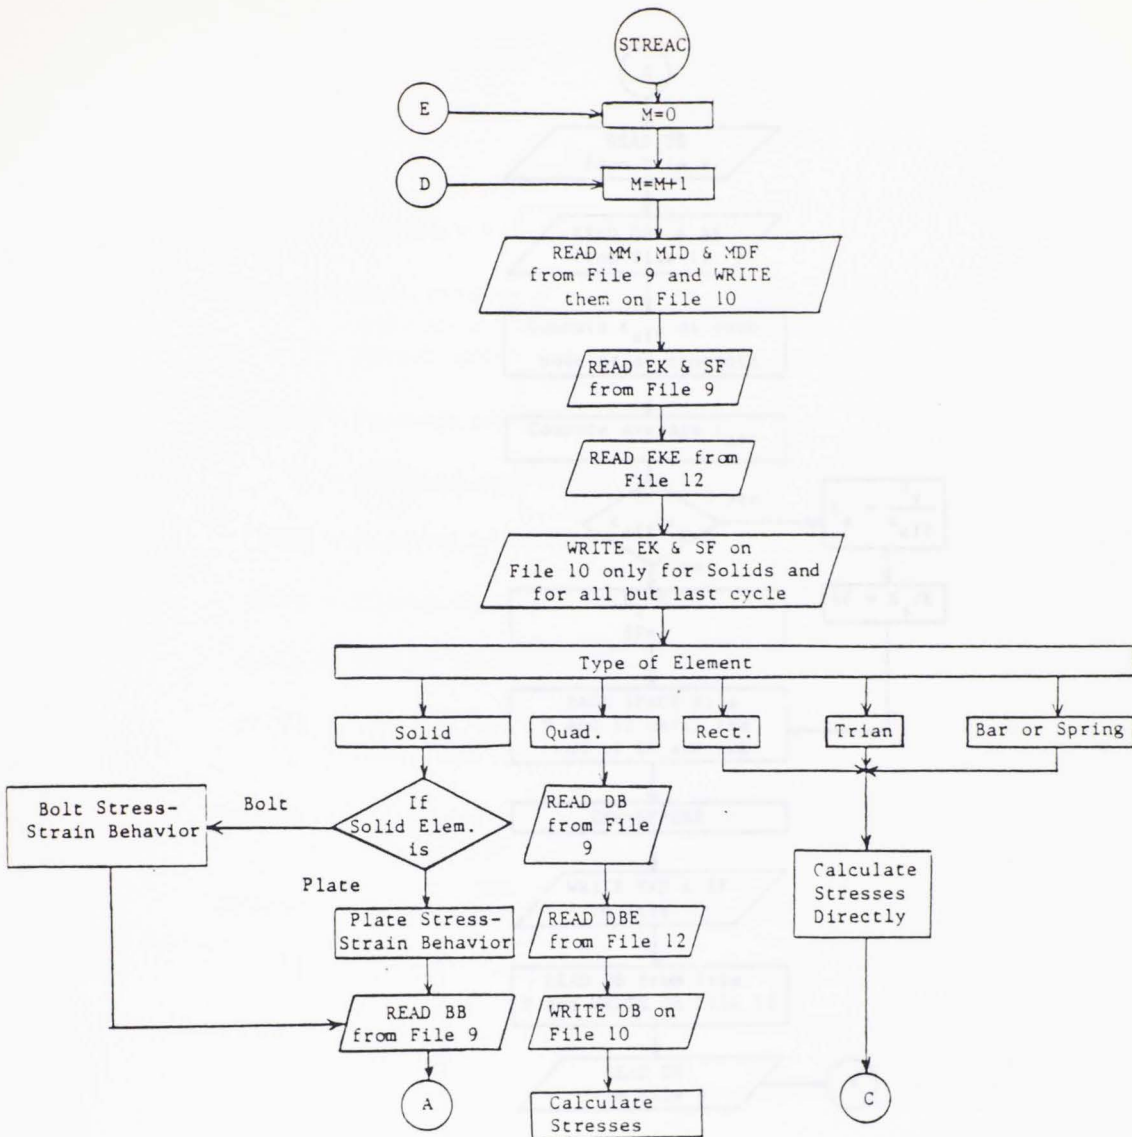 STREAC
E
M=0
D
M=M+1
READ MM, MID & MDF
from File 9 and WRITE
them on File 10
READ EK & SF
from File 9
READ EKE from
File 12
WRITE EK & SF on
File 10 only for Solids and
for all but last cycle
Type of Element
Solid
Quad.
Rect.
Trian
Bar or Spring
Bolt Stress-
Strain Behavior
Bolt
If
Solid Elem.
is
READ DB
from File
9
Calculate
Stresses
Directly
Plate
Plate Stress-
Strain Behavior
READ DBE
from File 12
READ BB
from File 9
WRITE DB on
File 10
A
Calculate
Stresses
C